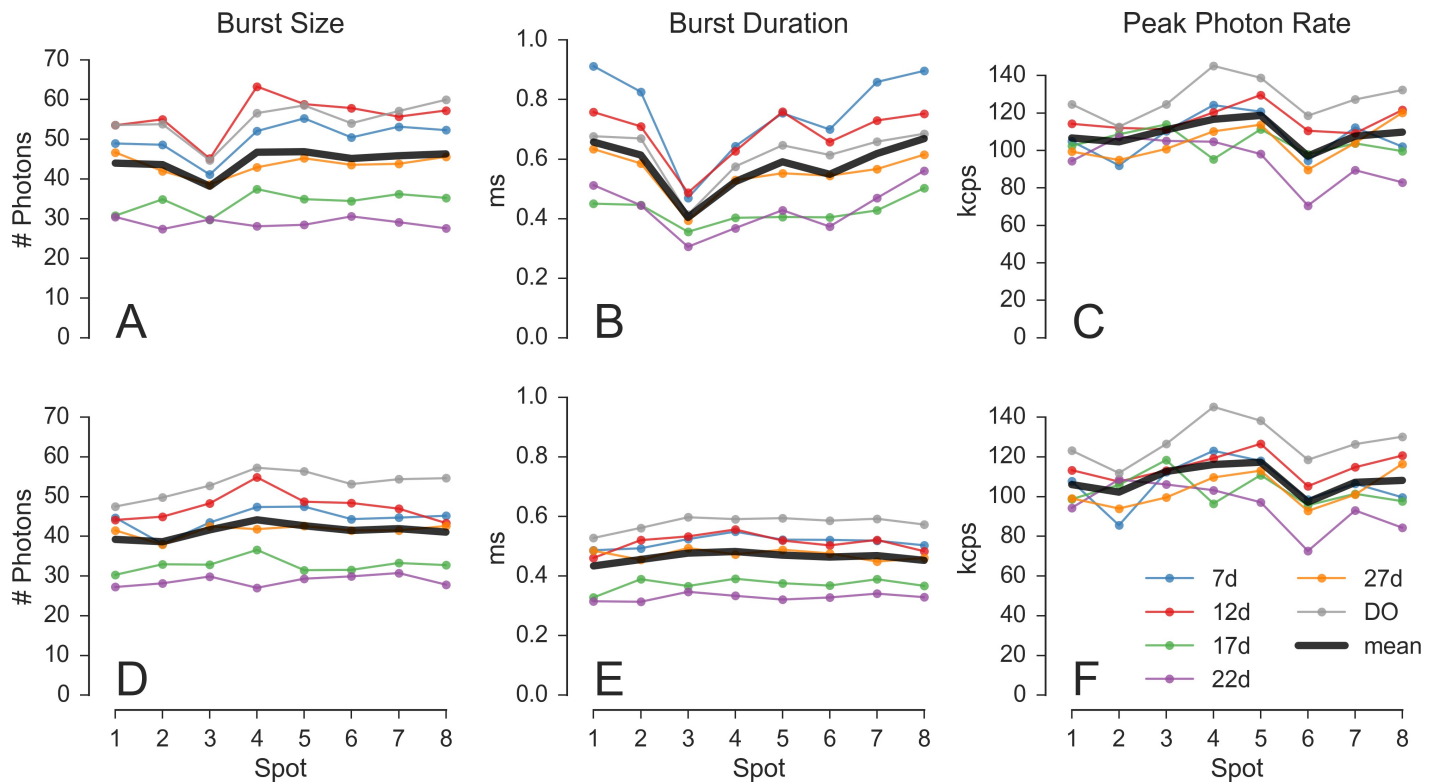 Burst Size
Burst Duration
Peak Photon Rate
# Photons
70
60
50
40
30
20
10
0
A
ms
1.0
0.8
0.6
0.4
0.2
0.0
B
kcps
140
120
100
80
60
40
20
0
C
# Photons
70
60
50
40
30
20
10
0
D
1 2 3 4 5 6 7 8
Spot
ms
1.0
0.8
0.6
0.4
0.2
0.0
E
1 2 3 4 5 6 7 8
Spot
kcps
140
120
100
80
60
40
20
0
F
7d
12d
17d
22d
27d
DO
mean
1 2 3 4 5 6 7 8
Spot